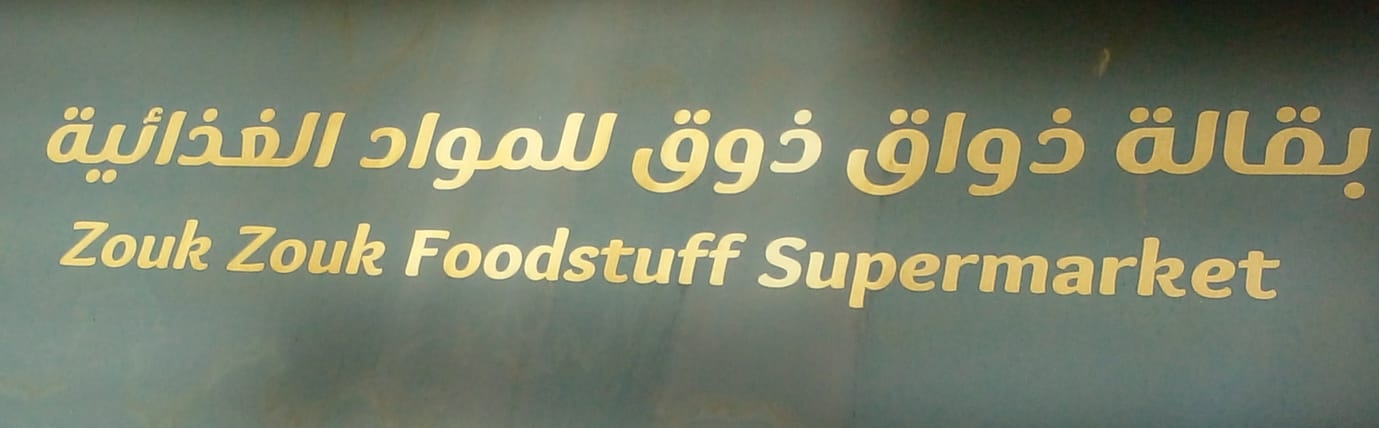 بقالة ذواق ذوق للمواد الغذائية
Zouk Zouk Foodstuff Supermarket